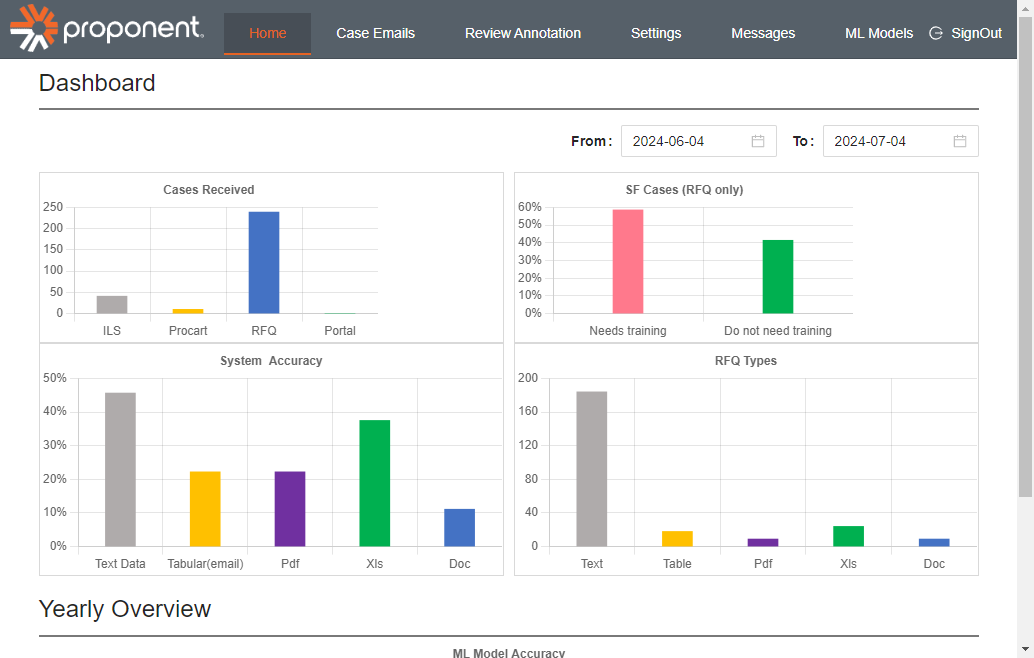 proponent
Home
Case Emails
Review Annotation
Settings
Messages
ML Models
SignOut
Dashboard
From :
2024-06-04
To :
2024-07-04
Cases Received
250
200
150
100
50
0
ILS
Procart
RFQ
Portal
SF Cases (RFQ only)
60%
50%
40%
30%
20%
10%
0%
Needs training
Do not need training
System Accuracy
50%
40%
30%
20%
10%
0%
Text Data
Tabular(email)
Pdf
Xls
Doc
RFQ Types
200
160
120
80
40
0
Text
Table
Pdf
Xls
Doc
Yearly Overview
ML Model Accuracy